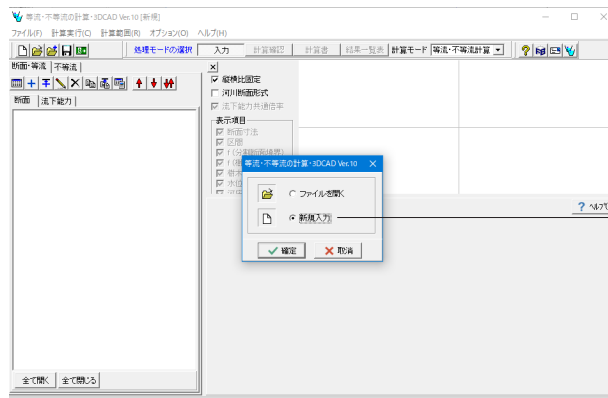 等流・不等流の計算・3DCAD Ver.10 [新規]
ファイル(F) 計算実行(C) 計算範囲(R) オプション(O) ヘルプ(H)
処理モードの選択 入力 計算確認 計算書 結果一覧表 計算モード 等流・不等流計算
断面・等流 不等流
断面 流下能力
縦横比固定
河川断面形式
流下能力共通倍率
表示項目
断面寸法
区間
等流・不等流の計算・3DCAD Ver.10
ファイルを開く
新規入力
確定 取消
? ヘルプ
全て開く 全て閉じる